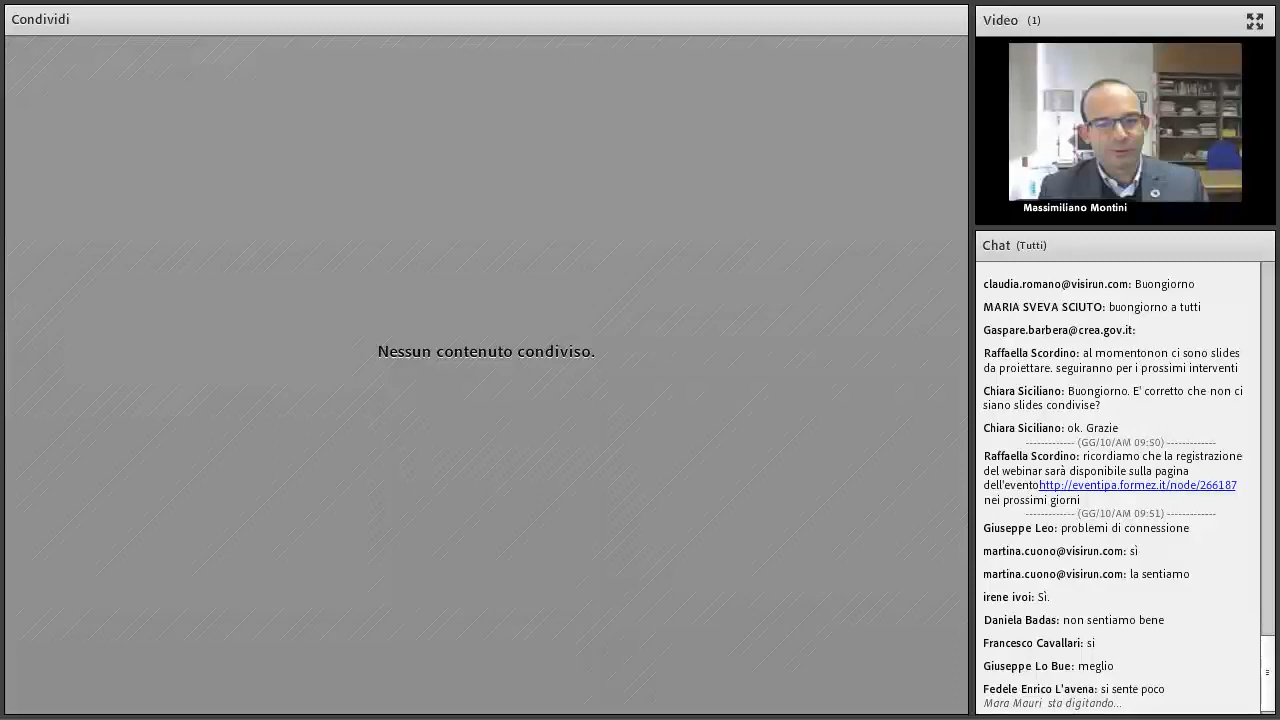 Condividi
Nessun contenuto condiviso.
Video (1)
Massimiliano Montini
Chat (Tutti)
claudia.romano@visirun.com: Buongiorno
MARIA SVEVA SCIUTO: buongiorno a tutti
Gaspare.barbera@crea.gov.it:
Raffaella Scordino: al momentonon ci sono slides
da proiettare. seguiranno per i prossimi interventi
Chiara Siciliano: Buongiorno. E' corretto che non ci
siano slides condivise?
Chiara Siciliano: ok. Grazie
------------- (GG/10/AM 09:50) -------------
Raffaella Scordino: ricordiamo che la registrazione
del webinar sarà disponibile sulla pagina
dell'eventohttp://eventipa.formez.it/node/266187
nei prossimi giorni
------------- (GG/10/AM 09:51) -------------
Giuseppe Leo: problemi di connessione
martina.cuono@visirun.com: sì
martina.cuono@visirun.com: la sentiamo
irene ivoi: Sì.
Daniela Badas: non sentiamo bene
Francesco Cavallari: si
Giuseppe Lo Bue: meglio
Fedele Enrico L'avena: si sente poco
Mara Mauri sta digitando...